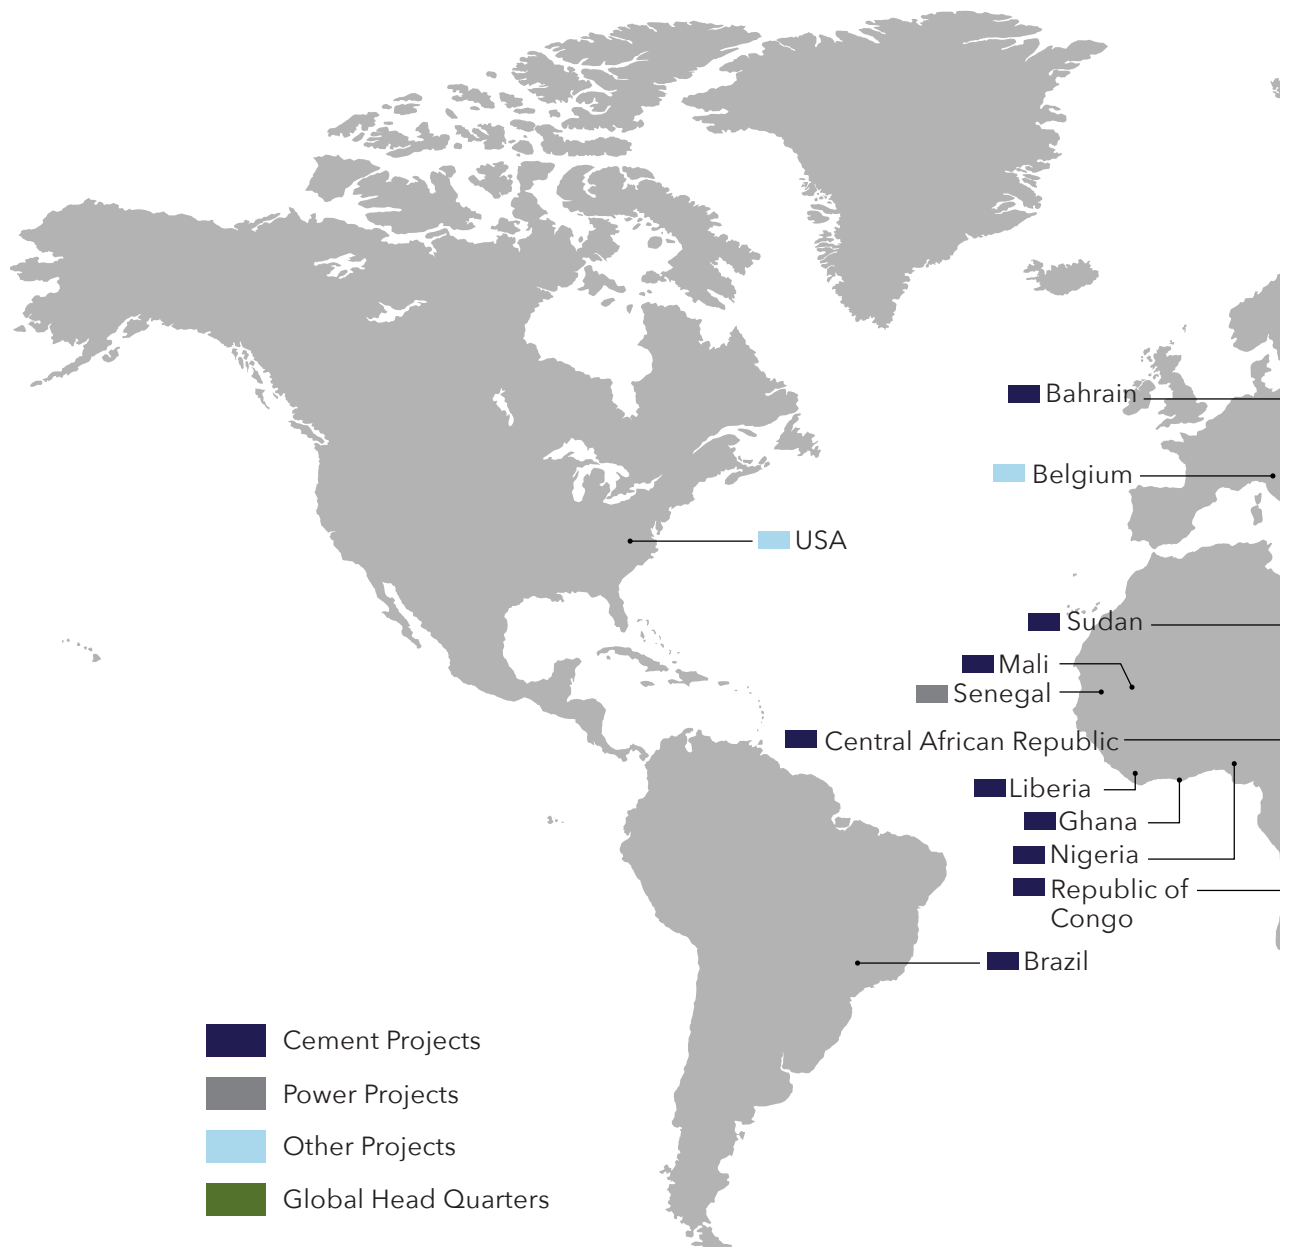 Bahrain
Belgium
USA
Sudan
Mali
Senegal
Central African Republic
Liberia
Ghana
Nigeria
Republic of
Congo
Brazil
Cement Projects
Power Projects
Other Projects
Global Head Quarters